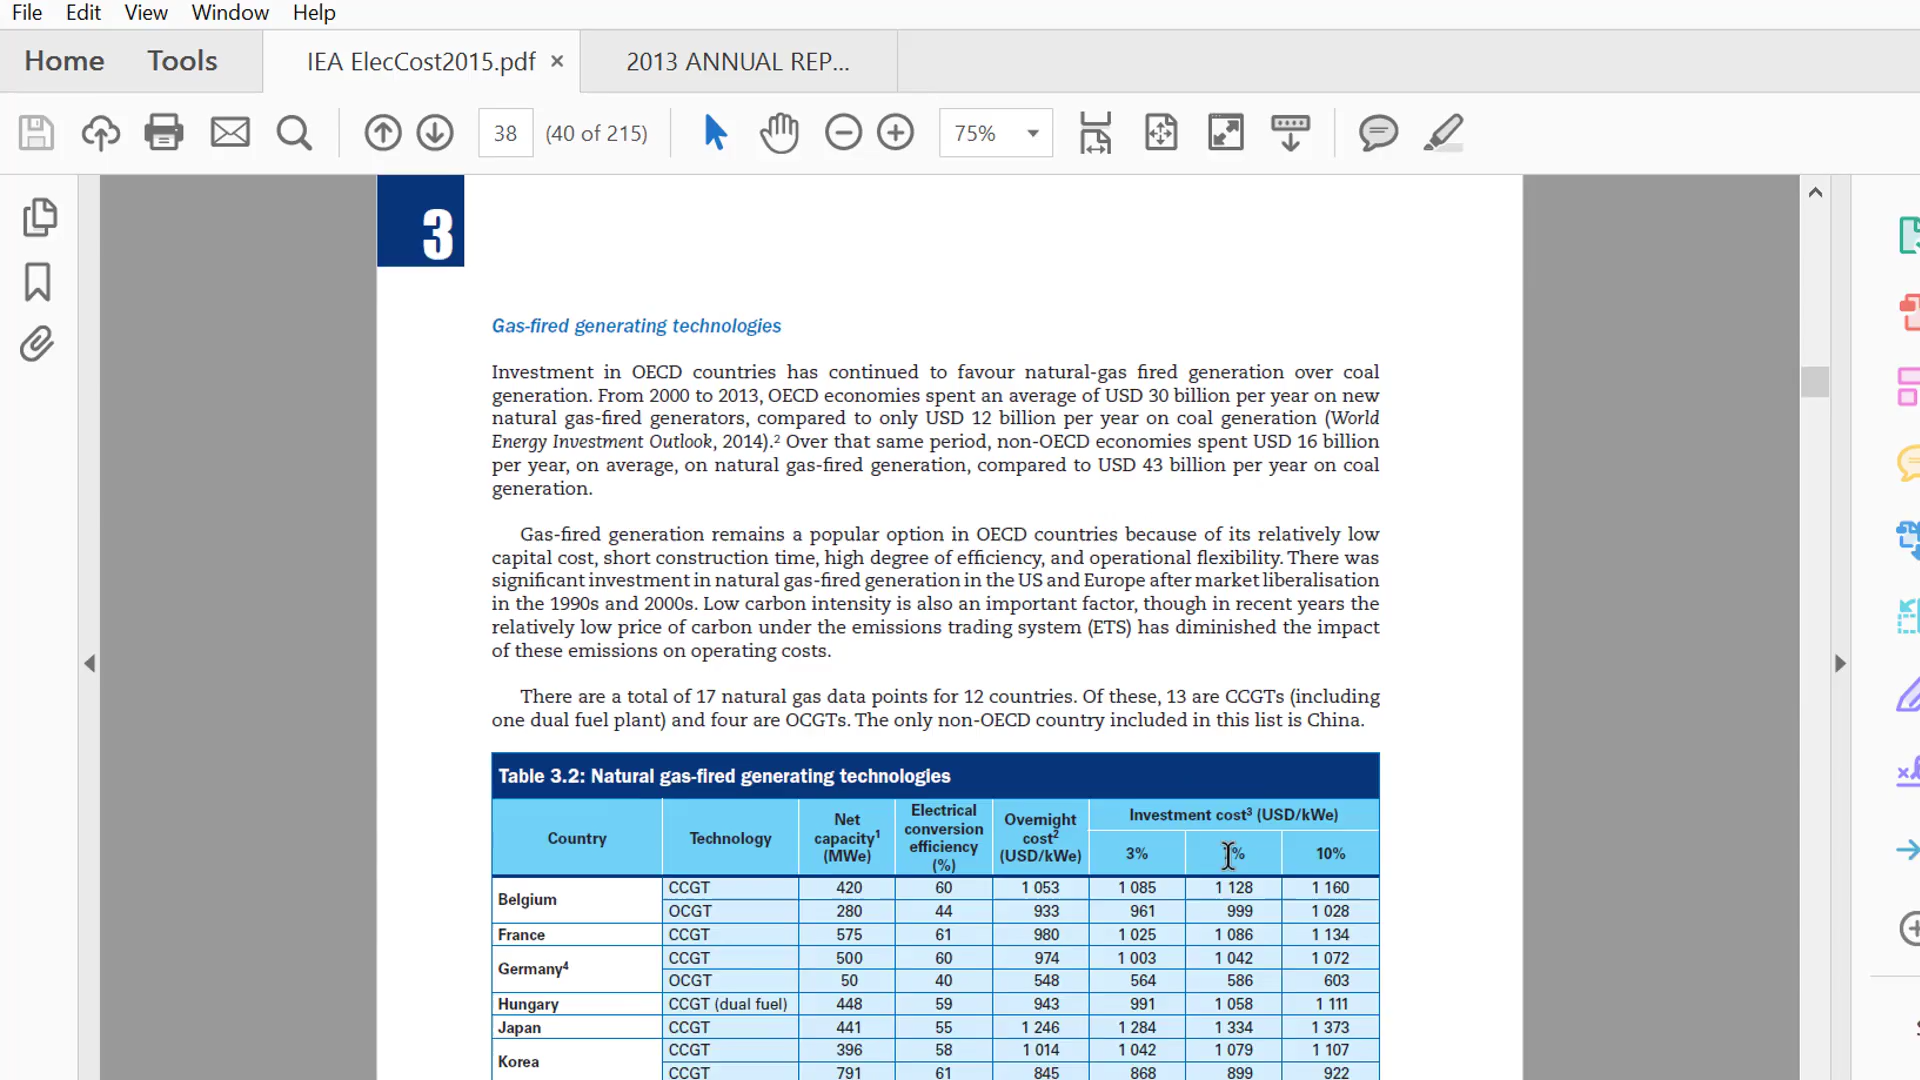 File Edit View Window Help
Home Tools IEA ElecCost2015.pdf × 2013 ANNUAL REP...
38 (40 of 215) 75%
3
Gas-fired generating technologies
Investment in OECD countries has continued to favour natural-gas fired generation over coal
generation. From 2000 to 2013, OECD economies spent an average of USD 30 billion per year on new
natural gas-fired generators, compared to only USD 12 billion per year on coal generation (World
Energy Investment Outlook, 2014).² Over that same period, non-OECD economies spent USD 16 billion
per year, on average, on natural gas-fired generation, compared to USD 43 billion per year on coal
generation.
Gas-fired generation remains a popular option in OECD countries because of its relatively low
capital cost, short construction time, high degree of efficiency, and operational flexibility. There was
significant investment in natural gas-fired generation in the US and Europe after market liberalisation
in the 1990s and 2000s. Low carbon intensity is also an important factor, though in recent years the
relatively low price of carbon under the emissions trading system (ETS) has diminished the impact
of these emissions on operating costs.
There are a total of 17 natural gas data points for 12 countries. Of these, 13 are CCGTs (including
one dual fuel plant) and four are OCGTs. The only non-OECD country included in this list is China.
Table 3.2: Natural gas-fired generating technologies
Country Technology Net capacity¹ (MWe) Electrical conversion efficiency (%) Overnight cost² (USD/kWe) Investment cost³ (USD/kWe)
3% % 10%
Belgium CCGT 420 60 1 053 1 085 1 128 1 160
OCGT 280 44 933 961 999 1 028
France CCGT 575 61 980 1 025 1 086 1 134
Germany⁴ CCGT 500 60 974 1 003 1 042 1 072
OCGT 50 40 548 564 586 603
Hungary CCGT (dual fuel) 448 59 943 991 1 058 1 111
Japan CCGT 441 55 1 246 1 284 1 334 1 373
Korea CCGT 396 58 1 014 1 042 1 079 1 107
CCGT 791 61 845 868 899 922